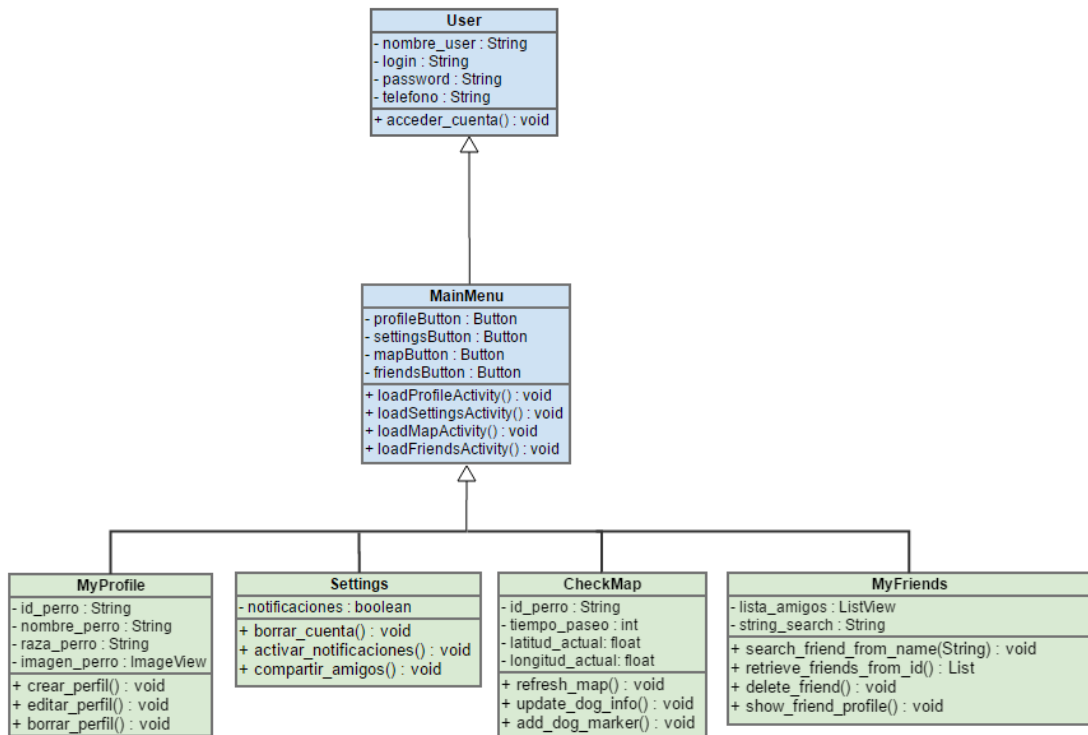 User
- nombre_user : String
- login : String
- password : String
- telefono : String
+ acceder_cuenta() : void
MainMenu
- profileButton : Button
- settingsButton : Button
- mapButton : Button
- friendsButton : Button
+ loadProfileActivity() : void
+ loadSettingsActivity() : void
+ loadMapActivity() : void
+ loadFriendsActivity() : void
MyProfile
- id_perro : String
- nombre_perro : String
- raza_perro : String
- imagen_perro : ImageView
+ crear_perfil() : void
+ editar_perfil() : void
+ borrar_perfil() : void
Settings
- notificaciones : boolean
+ borrar_cuenta() : void
+ activar_notificaciones() : void
+ compartir_amigos() : void
CheckMap
- id_perro : String
- tiempo_paseo : int
- latitud_actual: float
- longitud_actual: float
+ refresh_map() : void
+ update_dog_info() : void
+ add_dog_marker() : void
MyFriends
- lista_amigos : ListView
- string_search : String
+ search_friend_from_name(String) : void
+ retrieve_friends_from_id() : List
+ delete_friend() : void
+ show_friend_profile() : void